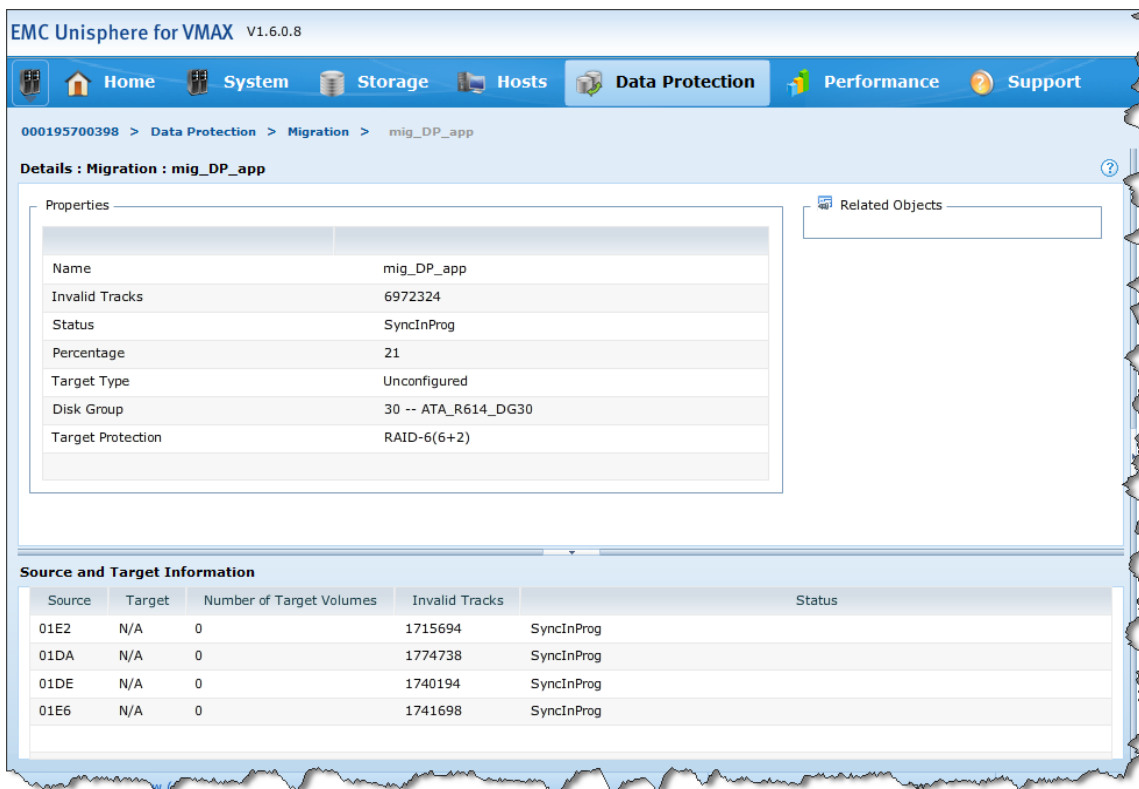 EMC Unisphere for VMAX V1.6.0.8
Home System Storage Hosts Data Protection Performance Support
000195700398 > Data Protection > Migration > mig_DP_app
Details : Migration : mig_DP_app
Properties
Related Objects
Name mig_DP_app
Invalid Tracks 6972324
Status SyncInProg
Percentage 21
Target Type Unconfigured
Disk Group 30 -- ATA_R614_DG30
Target Protection RAID-6(6+2)
Source and Target Information
Source Target Number of Target Volumes Invalid Tracks Status
01E2 N/A 0 1715694 SyncInProg
01DA N/A 0 1774738 SyncInProg
01DE N/A 0 1740194 SyncInProg
01E6 N/A 0 1741698 SyncInProg